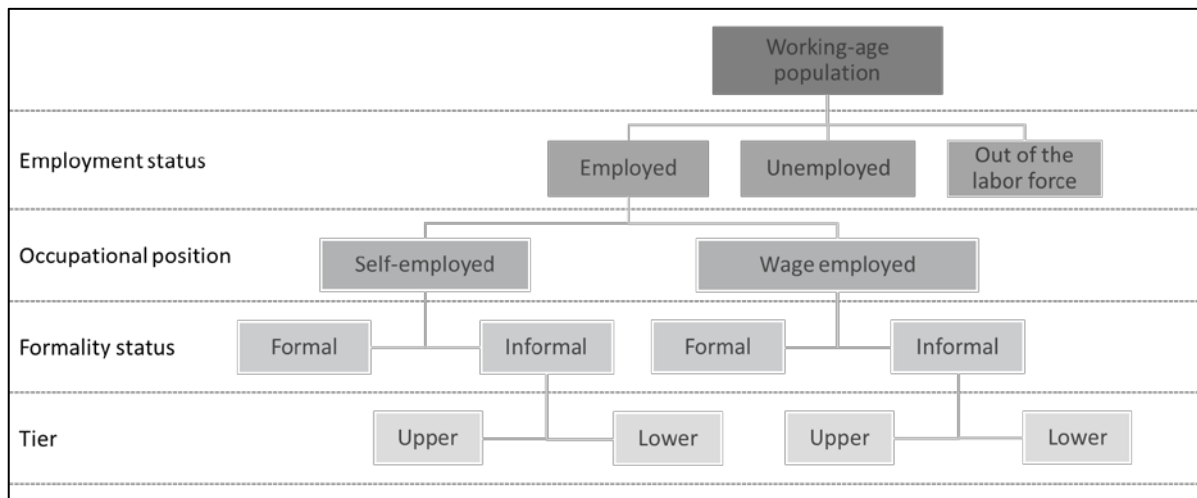 Working-age
population
Employment status
Employed
Unemployed
Out of the
labor force
Occupational position
Self-employed
Wage employed
Formality status
Formal
Informal
Formal
Informal
Tier
Upper
Lower
Upper
Lower